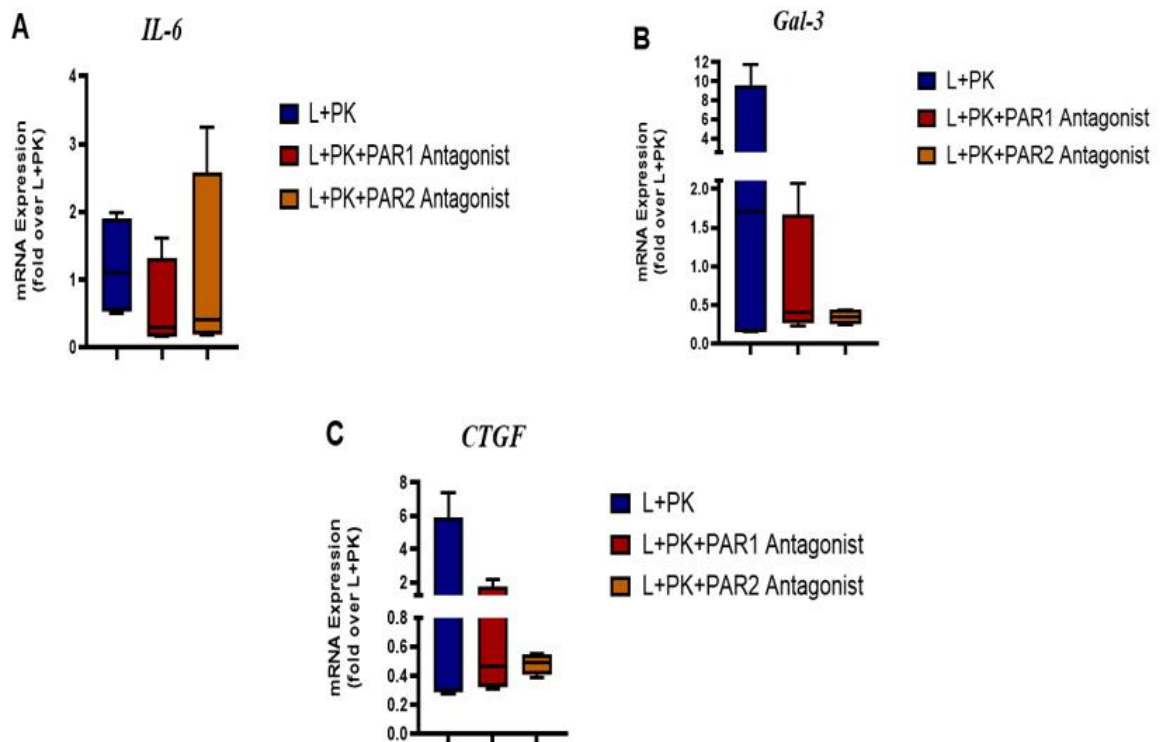 A
IL-6
mRNA Expression
(fold over L+PK)
4
3
2
1
0
L+PK
L+PK+PAR1 Antagonist
L+PK+PAR2 Antagonist
B
Gal-3
mRNA Expression
(fold over L+PK)
12
10
8
6
4
2.0
1.5
1.0
0.5
0.0
L+PK
L+PK+PAR1 Antagonist
L+PK+PAR2 Antagonist
C
CTGF
mRNA Expression
(fold over L+PK)
8
6
4
2
0.8
0.6
0.4
0.2
0.0
L+PK
L+PK+PAR1 Antagonist
L+PK+PAR2 Antagonist